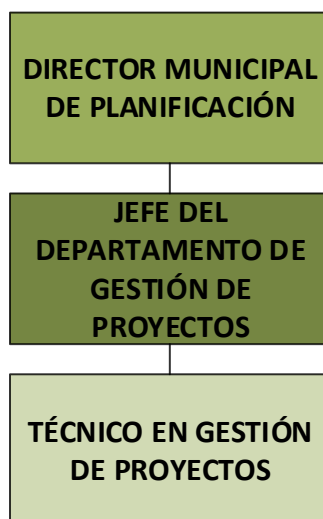 DIRECTOR MUNICIPAL
DE PLANIFICACIÓN
JEFE DEL
DEPARTAMENTO DE
GESTIÓN DE
PROYECTOS
TÉCNICO EN GESTIÓN
DE PROYECTOS